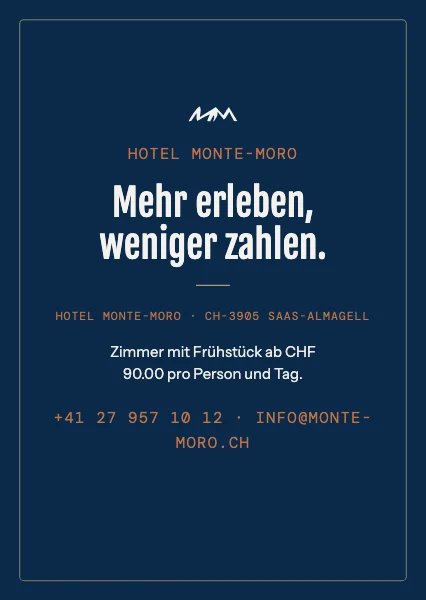 HOTEL MONTE-MORO
Mehr erleben,
weniger zahlen.
HOTEL MONTE-MORO · CH-3905 SAAS-ALMAGELL
Zimmer mit Frühstück ab CHF
90.00 pro Person und Tag.
+41 27 957 10 12 · INFO@MONTE-
MORO.CH